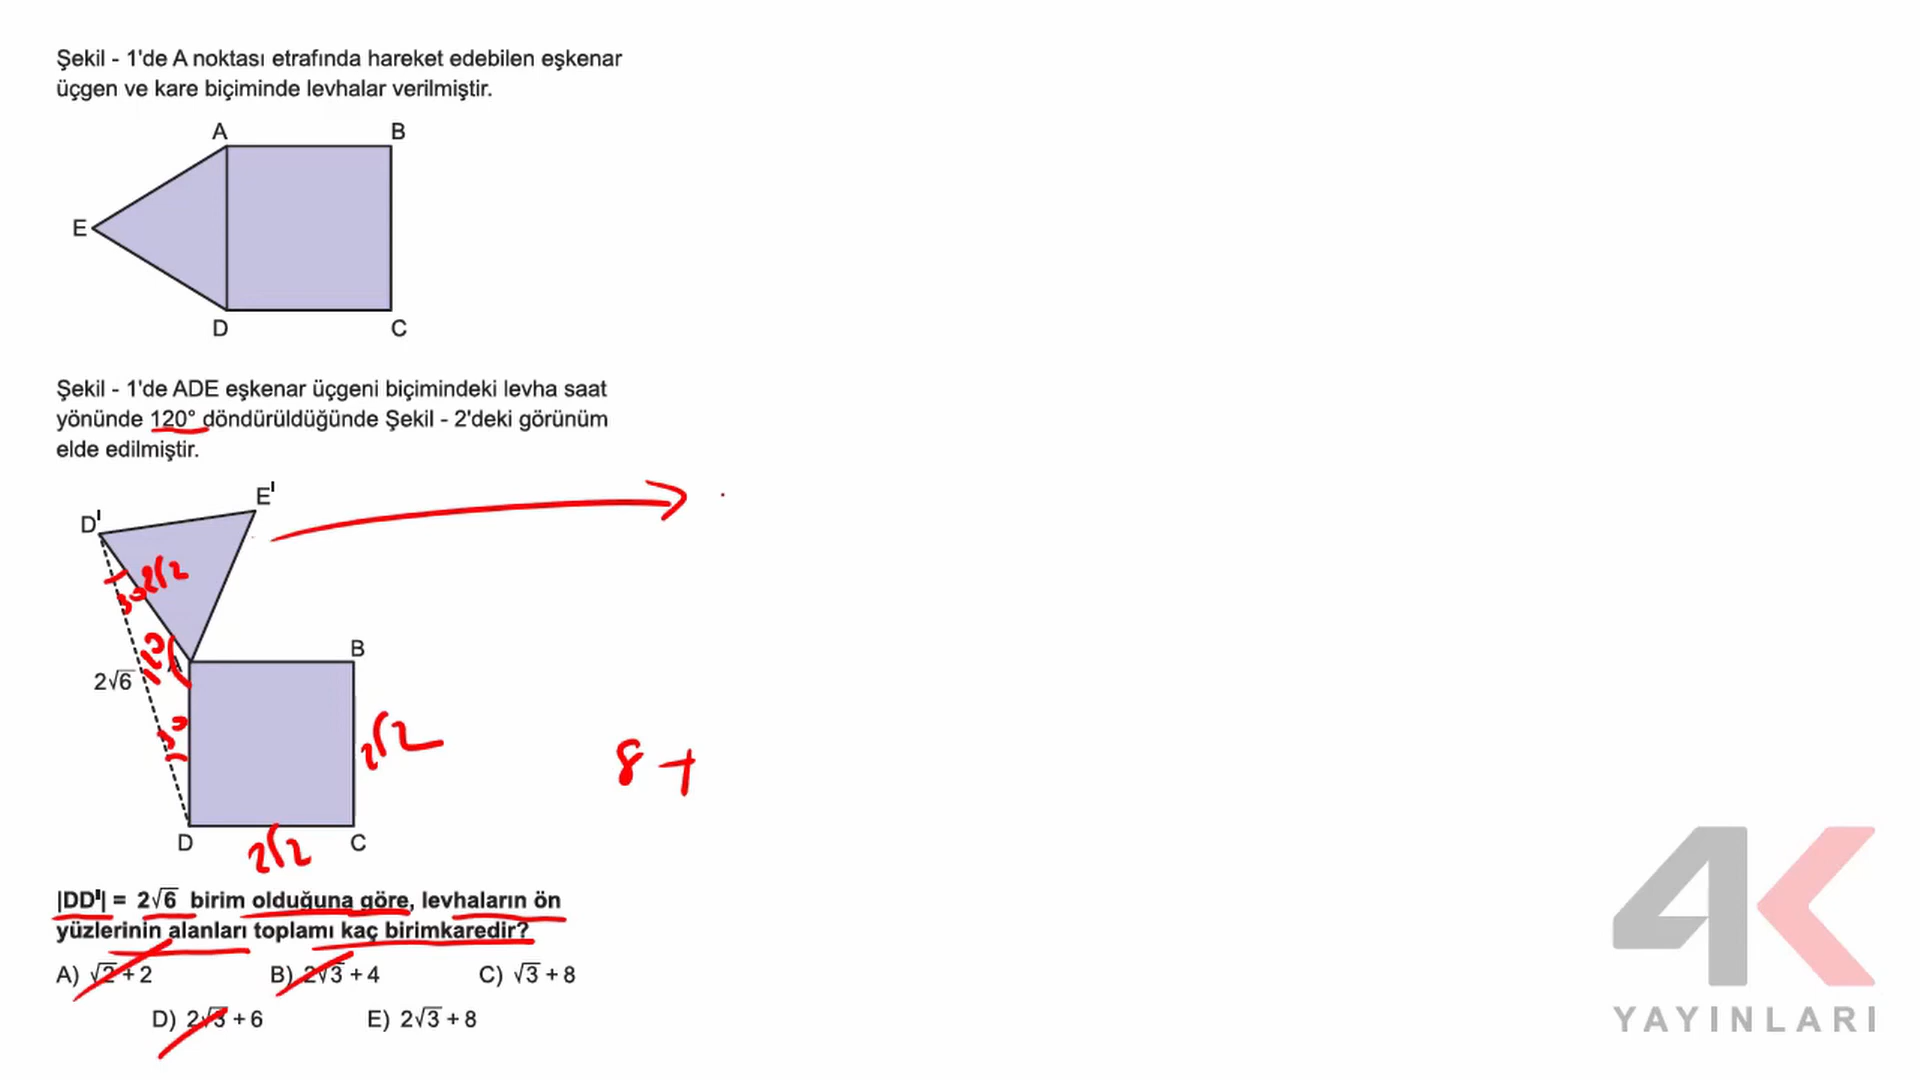 Şekil - 1'de A noktası etrafında hareket edebilen eşkenar
üçgen ve kare biçiminde levhalar verilmiştir.
A B
E
D C
Şekil - 1'de ADE eşkenar üçgeni biçimindeki levha saat
yönünde 120° döndürüldüğünde Şekil - 2'deki görünüm
elde edilmiştir.
E'
D'
2√2
30
120
A
B
2√6
30
2√2
8 +
D C
2√2
|DD'| = 2√6 birim olduğuna göre, levhaların ön
yüzlerinin alanları toplamı kaç birimkaredir?
A) √2 + 2 B) 2√3 + 4 C) √3 + 8
D) 2√3 + 6 E) 2√3 + 8
4K
YAYINLARI